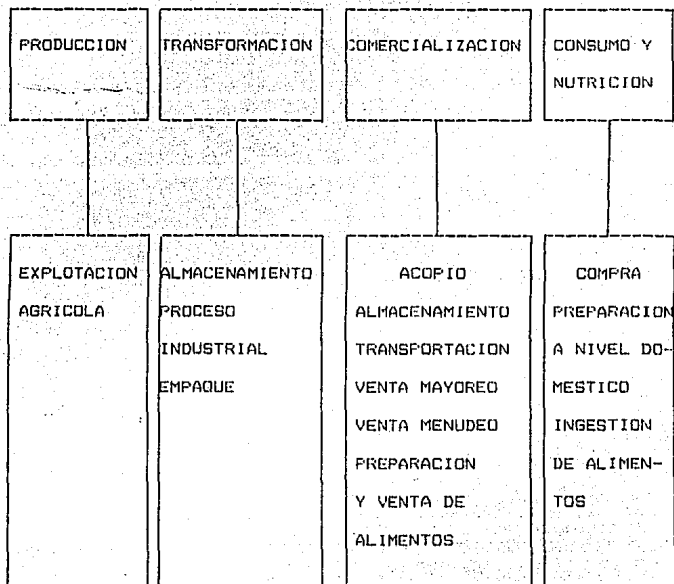 PRODUCCION
TRANSFORMACION
COMERCIALIZACION
CONSUMO Y
NUTRICION
EXPLOTACION
AGRICOLA
ALMACENAMIENTO
PROCESO
INDUSTRIAL
EMPAQUE
ACOPIO
ALMACENAMIENTO
TRANSPORTACION
VENTA MAYOREO
VENTA MENUDEO
PREPARACION
Y VENTA DE
ALIMENTOS
COMPRA
PREPARACION
A NIVEL DO-
MESTICO
INGESTION
DE ALIMEN-
TOS